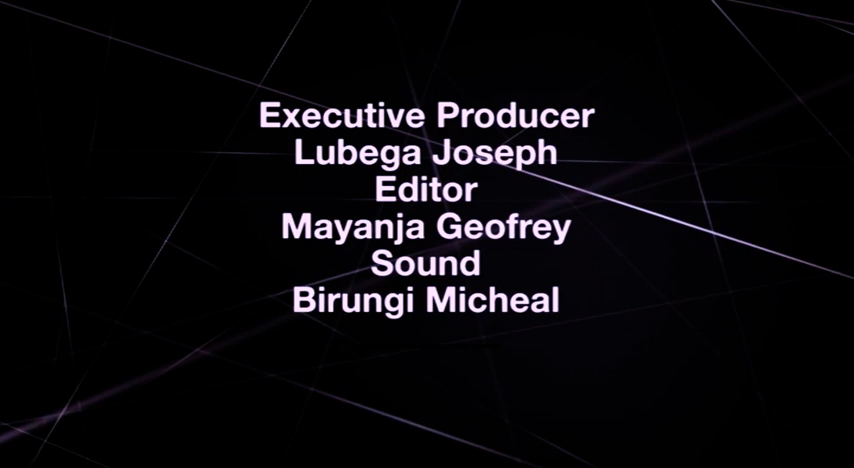 Executive Producer
Lubega Joseph
Editor
Mayanja Geofrey
Sound
Birungi Micheal